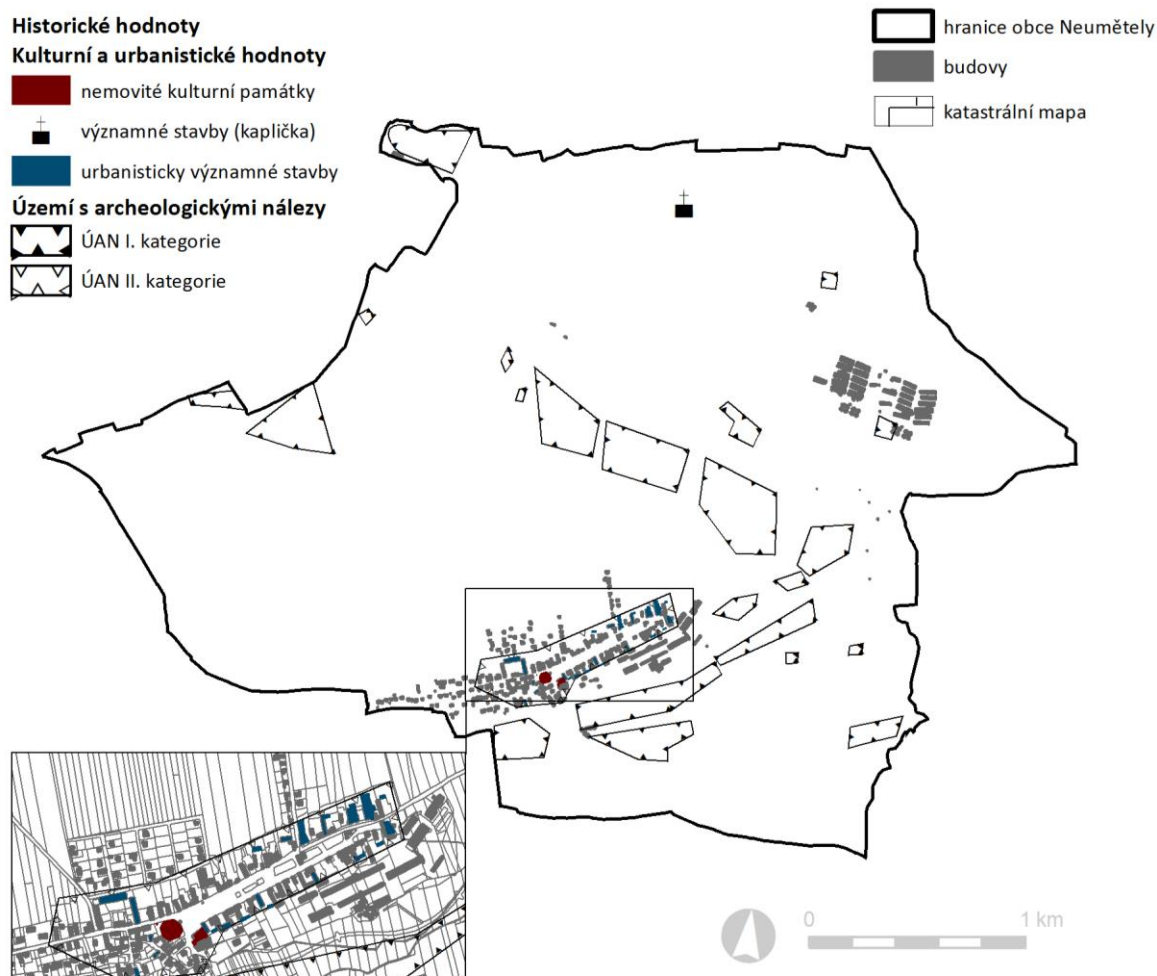 Historické hodnoty
Kulturní a urbanistické hodnoty
nemovité kulturní památky
významné stavby (kaplička)
urbanisticky významné stavby
Území s archeologickými nálezy
ÚAN I. kategorie
ÚAN II. kategorie
hranice obce Neumětely
budovy
katastrální mapa
0 1 km